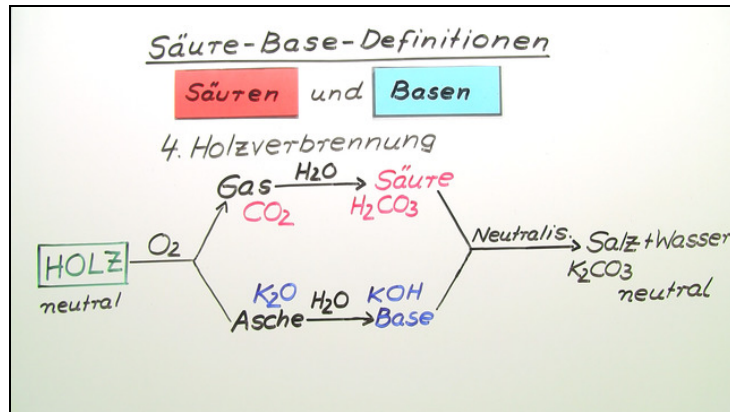 Säure-Base-Definitionen
Säuren und Basen
4. Holzverbrennung
Gas H₂O Säure
CO₂ H₂CO₃
HOLZ O₂ Neutralis. Salz+Wasser
neutral K₂CO₃
neutral
K₂O H₂O KOH
Asche Base